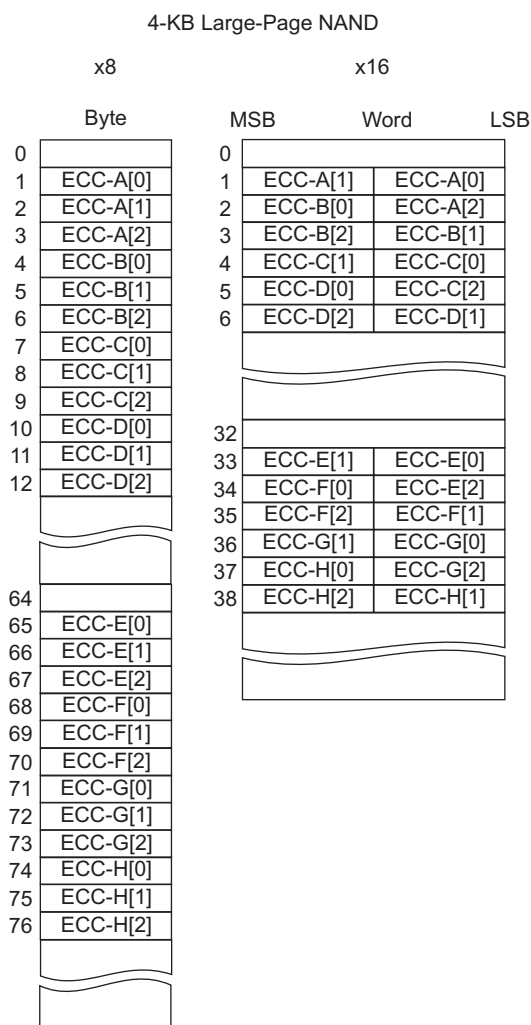 4-KB Large-Page NAND
x8 x16
Byte MSB Word LSB
0 0
1 ECC-A[0] 1 ECC-A[1] ECC-A[0]
2 ECC-A[1] 2 ECC-B[0] ECC-A[2]
3 ECC-A[2] 3 ECC-B[2] ECC-B[1]
4 ECC-B[0] 4 ECC-C[1] ECC-C[0]
5 ECC-B[1] 5 ECC-D[0] ECC-C[2]
6 ECC-B[2] 6 ECC-D[2] ECC-D[1]
7 ECC-C[0]
8 ECC-C[1]
9 ECC-C[2]
10 ECC-D[0] 32
11 ECC-D[1] 33 ECC-E[1] ECC-E[0]
12 ECC-D[2] 34 ECC-F[0] ECC-E[2]
35 ECC-F[2] ECC-F[1]
36 ECC-G[1] ECC-G[0]
37 ECC-H[0] ECC-G[2]
64 38 ECC-H[2] ECC-H[1]
65 ECC-E[0]
66 ECC-E[1]
67 ECC-E[2]
68 ECC-F[0]
69 ECC-F[1]
70 ECC-F[2]
71 ECC-G[0]
72 ECC-G[1]
73 ECC-G[2]
74 ECC-H[0]
75 ECC-H[1]
76 ECC-H[2]